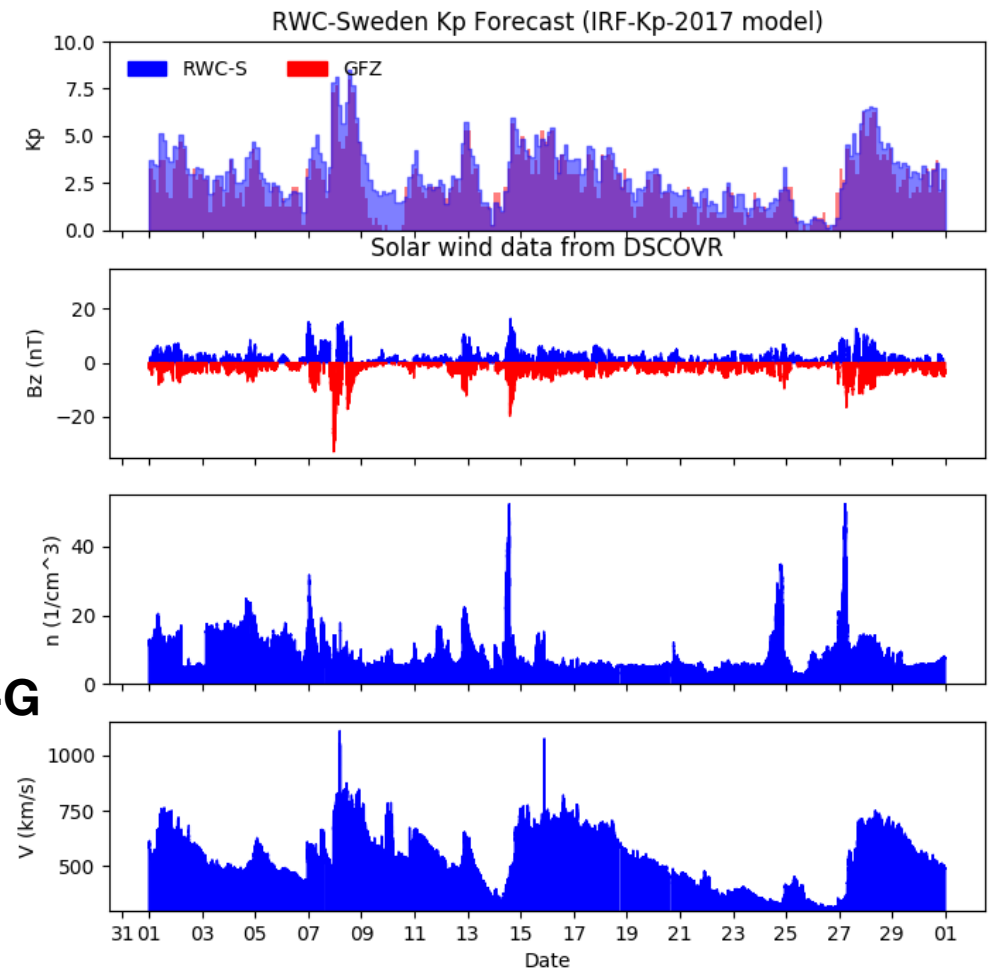 RWC-Sweden Kp Forecast (IRF-Kp-2017 model)
10.0
RWC-S GFZ
7.5
5.0
2.5
0.0
Kp
Solar wind data from DSCOVR
20
0
−20
Bz (nT)
40
20
0
n (1/cm^3)
G
1000
750
500
V (km/s)
31 01 03 05 07 09 11 13 15 17 19 21 23 25 27 29 01
Date